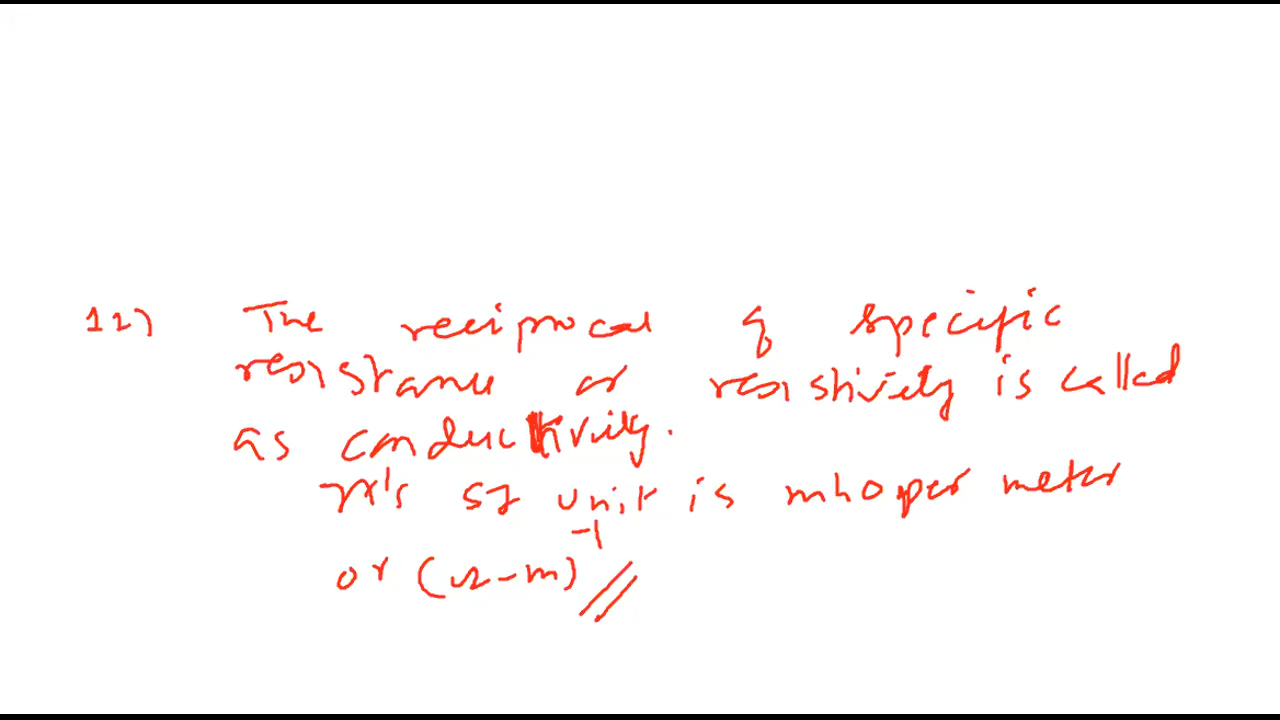 12) The reciprocal of specific
resistance or resistivity is called
as conductivity.
It's SI unit is mho per meter
or (Ω-m)⁻¹